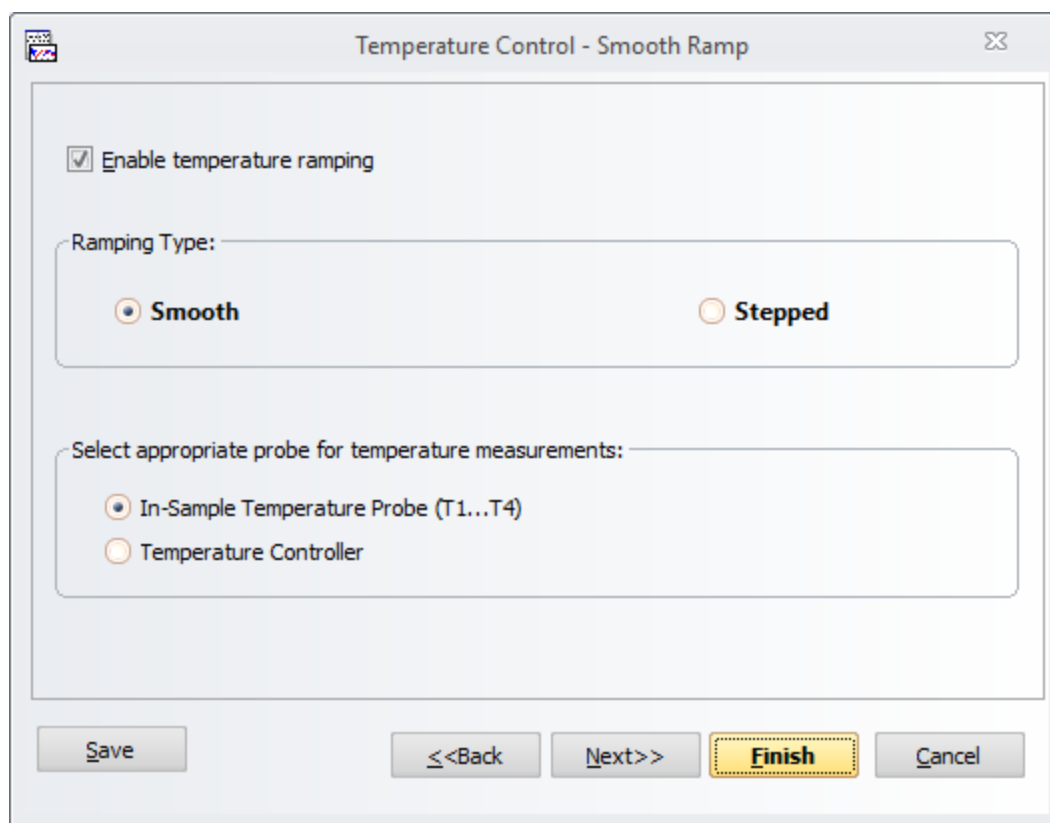 Temperature Control - Smooth Ramp
Enable temperature ramping
Ramping Type:
Smooth
Stepped
Select appropriate probe for temperature measurements:
In-Sample Temperature Probe (T1...T4)
Temperature Controller
Save
<<Back
Next>>
Finish
Cancel